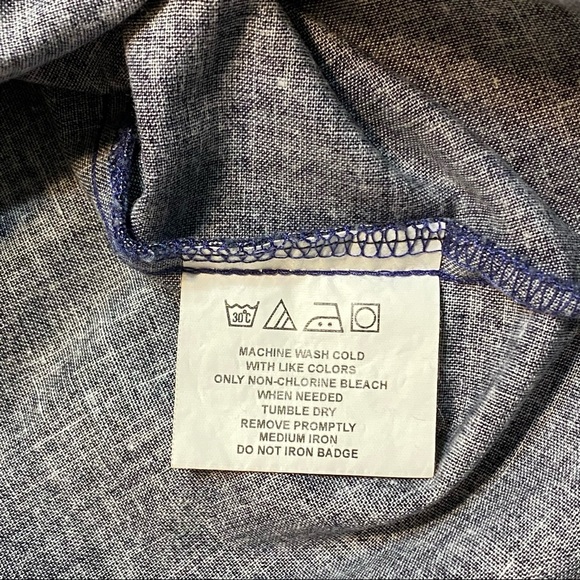 30°C
MACHINE WASH COLD
WITH LIKE COLORS
ONLY NON-CHLORINE BLEACH
WHEN NEEDED
TUMBLE DRY
REMOVE PROMPTLY
MEDIUM IRON
DO NOT IRON BADGE